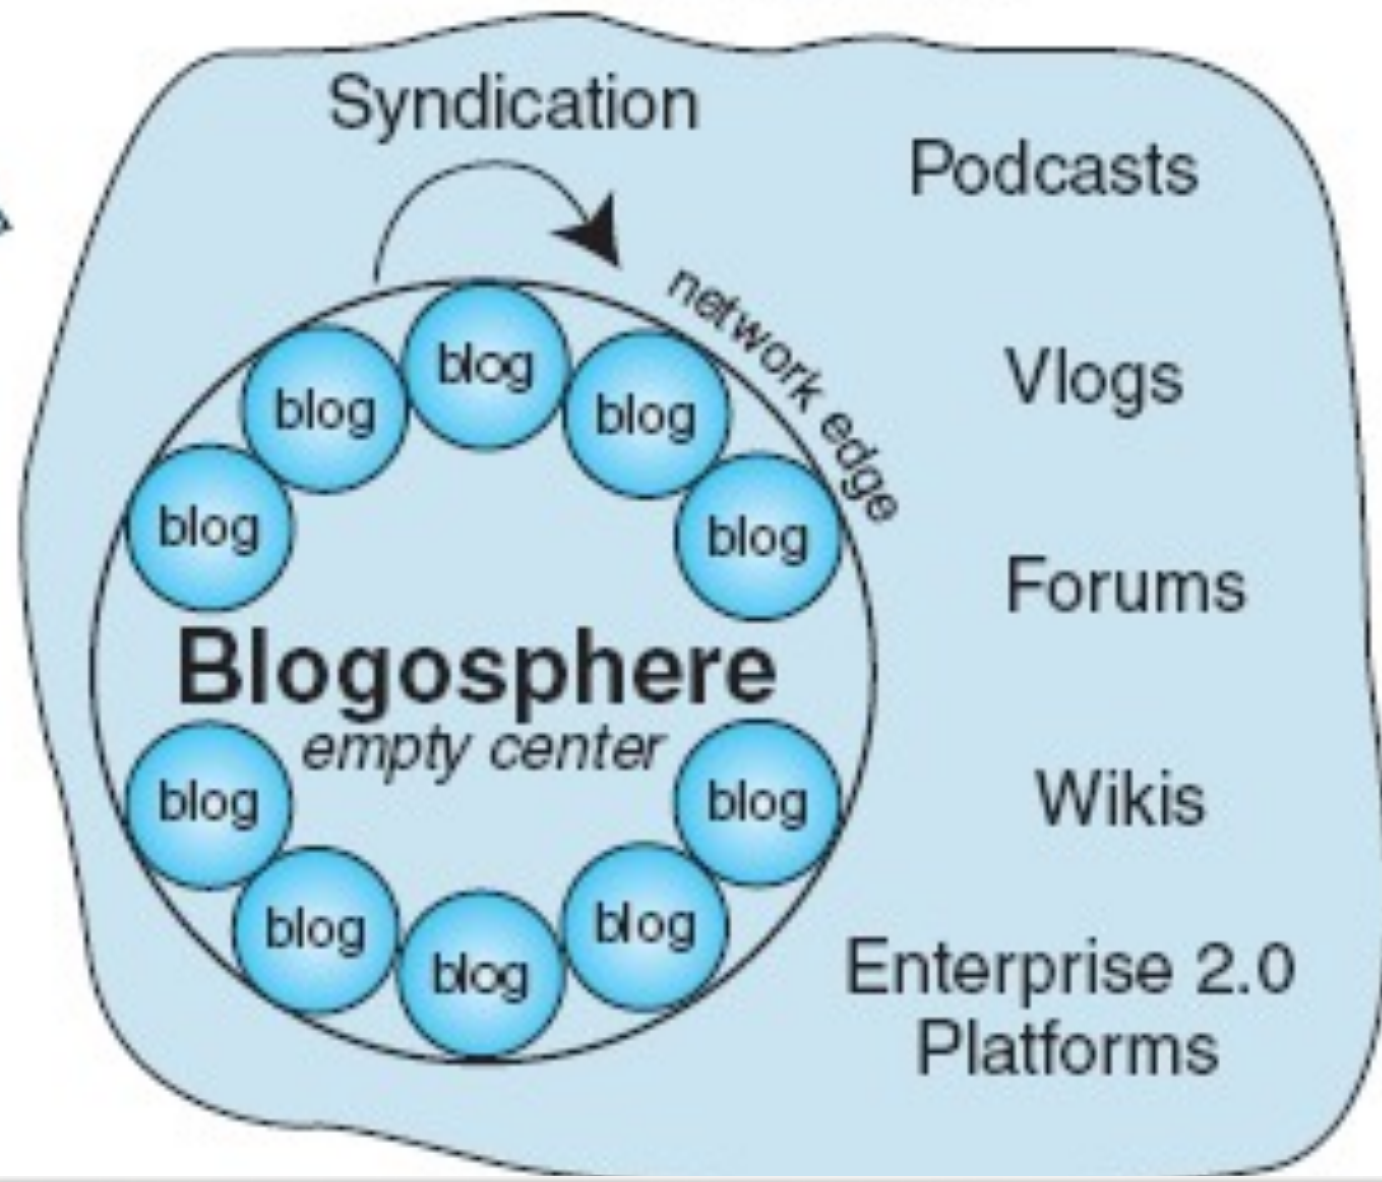 Syndication
Podcasts
network edge
Vlogs
blog
blog
blog
blog
blog
blog
Forums
Blogosphere
empty center
Wikis
blog
blog
blog
blog
blog
Enterprise 2.0
Platforms